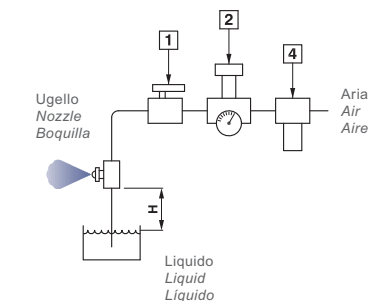 2
1
4
Ugello
Nozzle
Boquilla
Aria
Air
Aire
H
Liquido
Liquid
Líquido